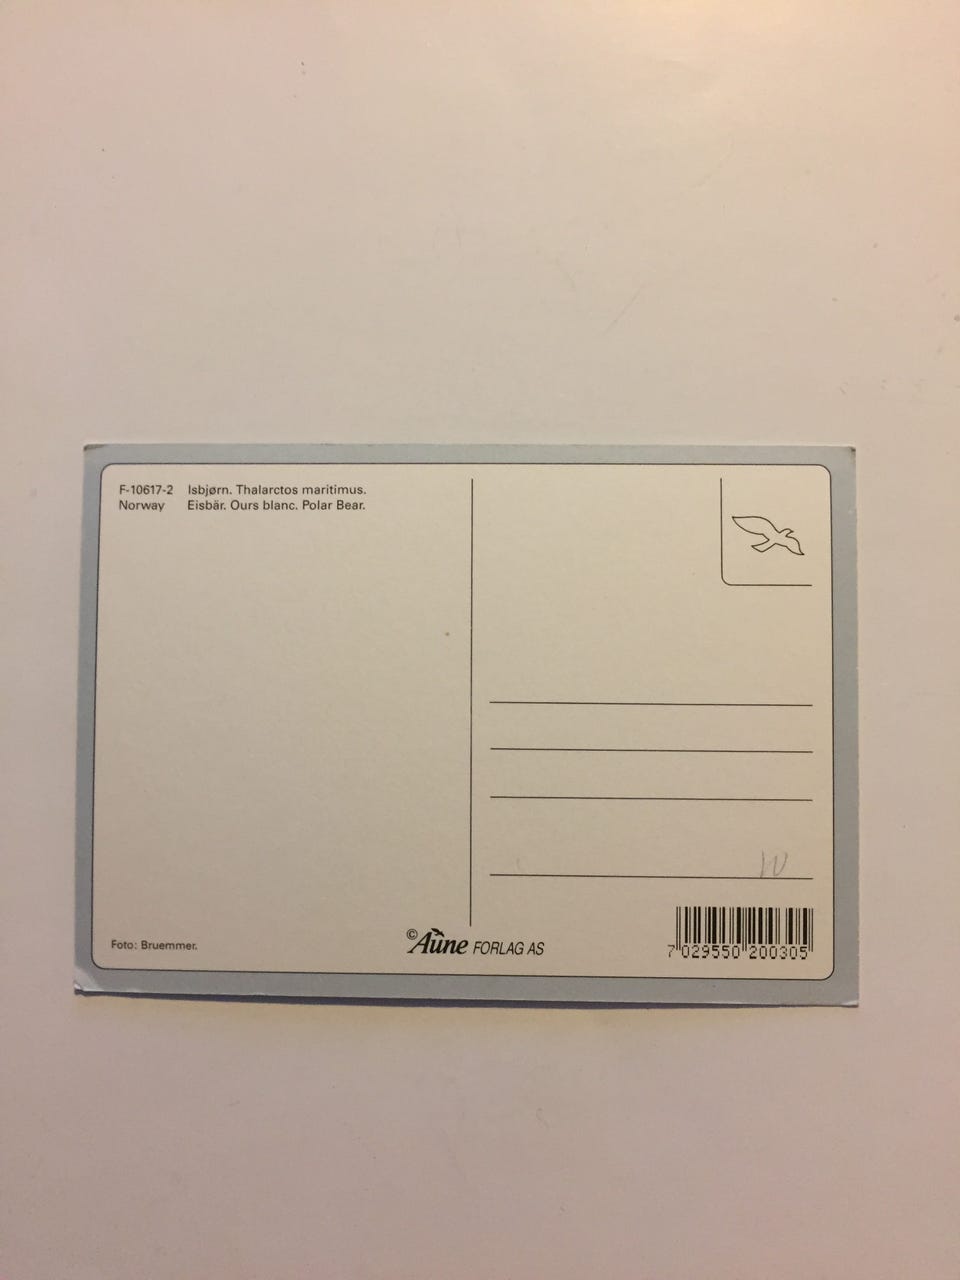 F-10617-2 Isbjørn. Thalarctos maritimus.
Norway Eisbär. Ours blanc. Polar Bear.
W
Foto: Bruemmer.
© Aune FORLAG AS
7 029550 200305